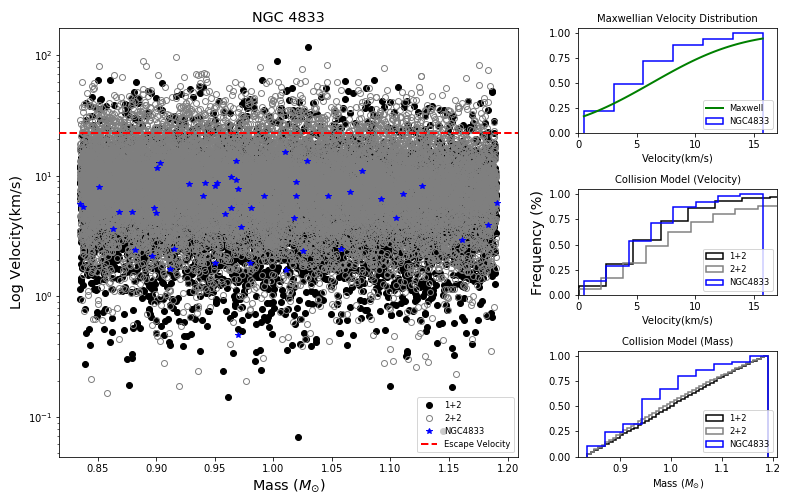 NGC 4833
Log Velocity(km/s)
10²
10¹
10⁰
10⁻¹
0.85 0.90 0.95 1.00 1.05 1.10 1.15 1.20
Mass (M⊙)
1+2
2+2
NGC4833
Escape Velocity
Maxwellian Velocity Distribution
1.00
0.75
0.50
0.25
0.00
Maxwell
NGC4833
0 5 10 15
Velocity(km/s)
Frequency (%)
Collision Model (Velocity)
1.00
0.75
0.50
0.25
0.00
1+2
2+2
NGC4833
0 5 10 15
Velocity(km/s)
Collision Model (Mass)
1.00
0.75
0.50
0.25
0.00
1+2
2+2
NGC4833
0.9 1.0 1.1 1.2
Mass (M⊙)